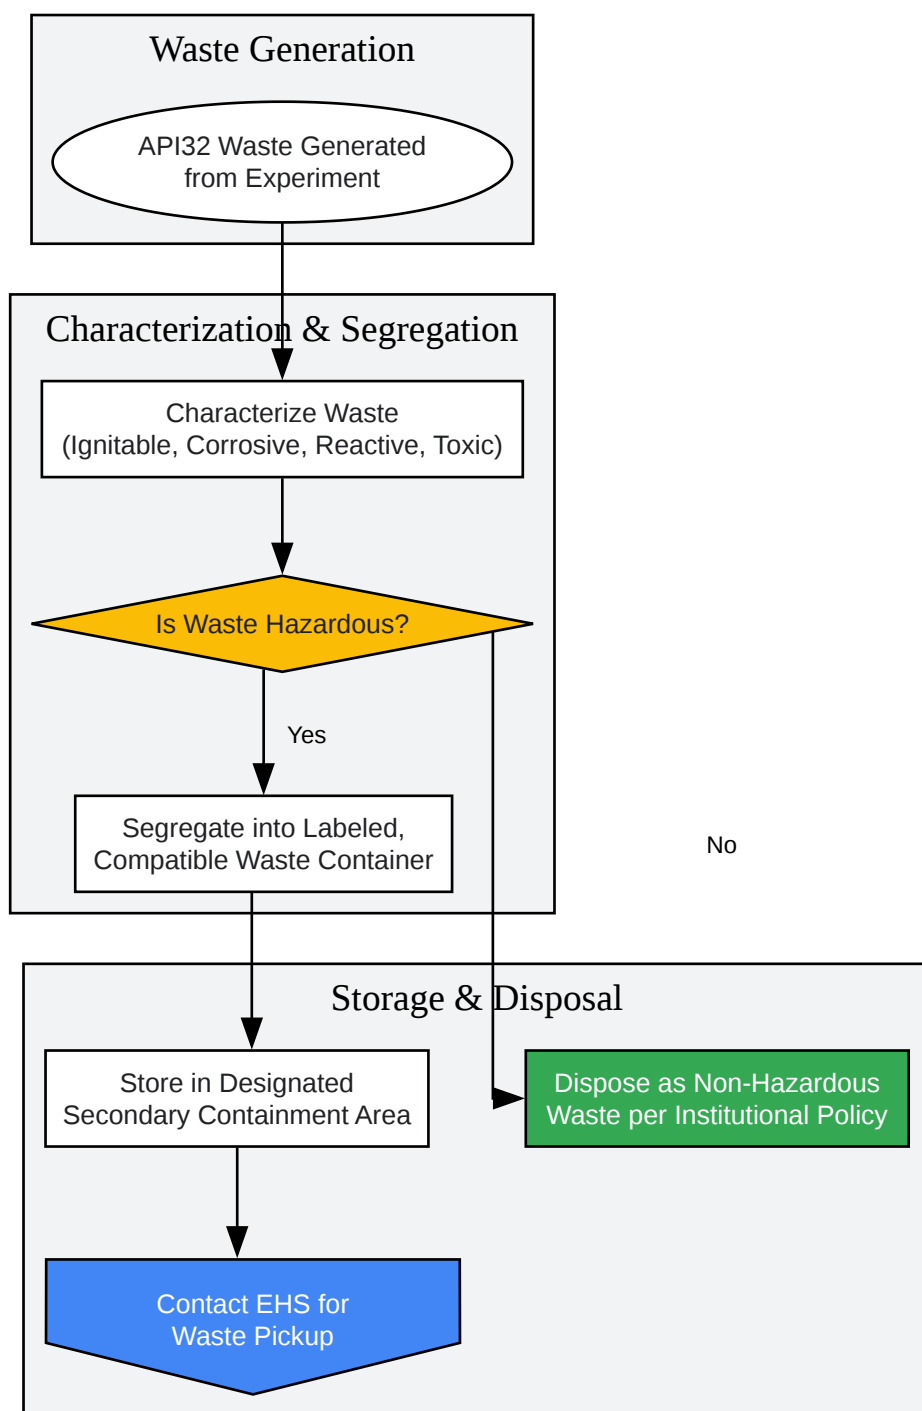 Waste Generation
API32 Waste Generated
from Experiment
Characterization & Segregation
Characterize Waste
(Ignitable, Corrosive, Reactive, Toxic)
Is Waste Hazardous?
Yes
Segregate into Labeled,
Compatible Waste Container
No
Storage & Disposal
Store in Designated
Secondary Containment Area
Dispose as Non-Hazardous
Waste per Institutional Policy
Contact EHS for
Waste Pickup